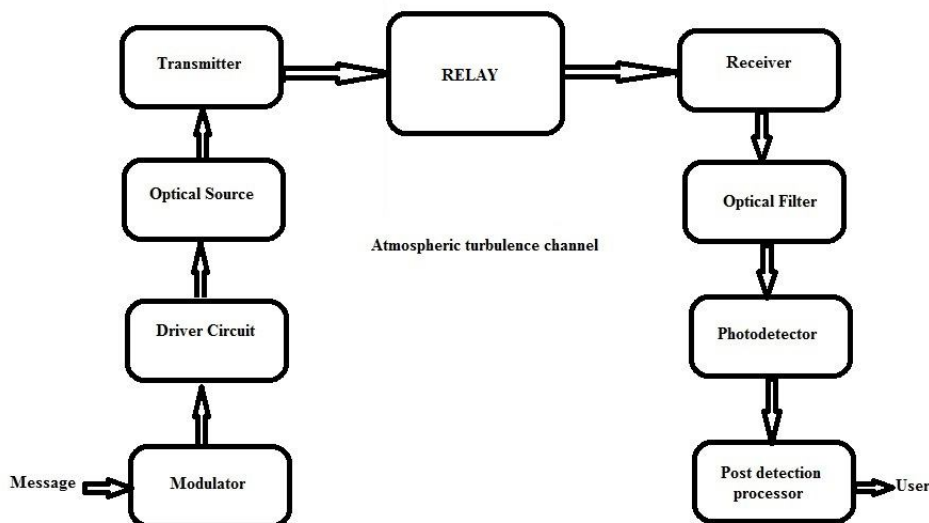 Transmitter
RELAY
Receiver
Optical Source
Optical Filter
Atmospheric turbulence channel
Driver Circuit
Photodetector
Message
Modulator
Post detection
processor
User